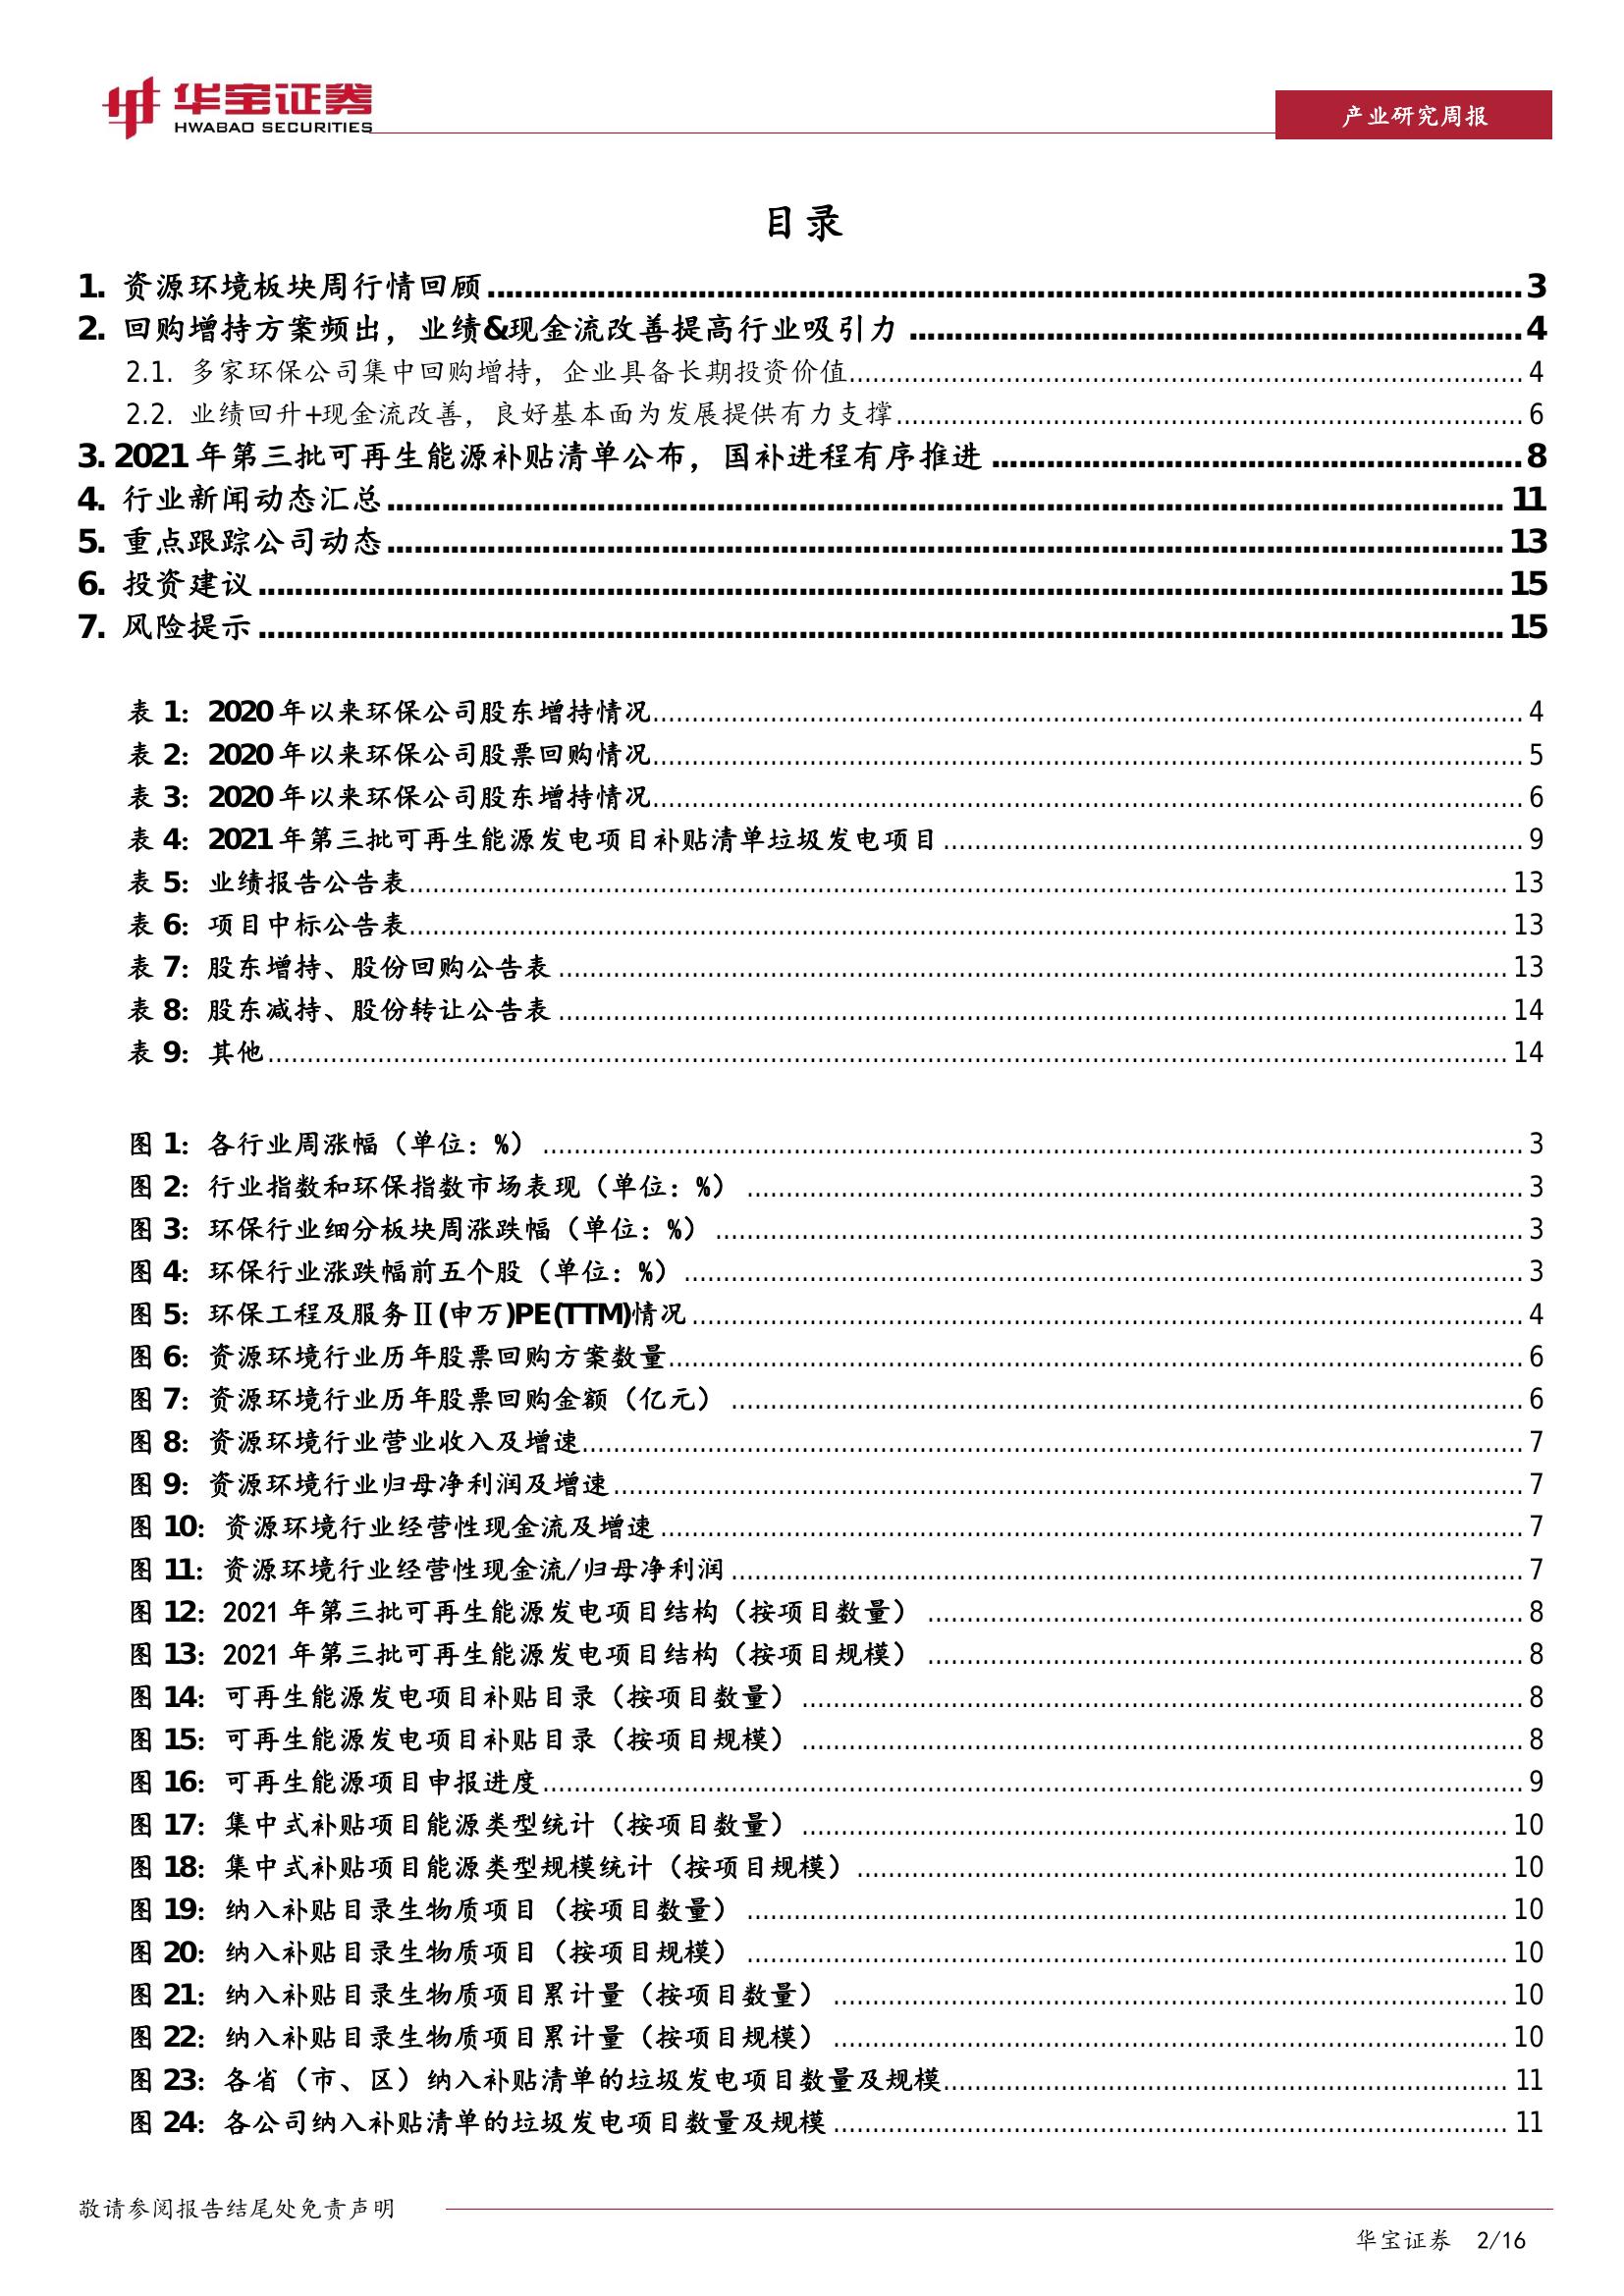 华宝证券
HWABAO SECURITIES
产业研究周报
目录
1. 资源环境板块周行情回顾 3
2. 回购增持方案频出，业绩&现金流改善提高行业吸引力 4
2.1. 多家环保公司集中回购增持，企业具备长期投资价值 4
2.2. 业绩回升+现金流改善，良好基本面为发展提供有力支撑 6
3. 2021 年第三批可再生能源补贴清单公布，国补进程有序推进 8
4. 行业新闻动态汇总 11
5. 重点跟踪公司动态 13
6. 投资建议 15
7. 风险提示 15
表 1：2020 年以来环保公司股东增持情况 4
表 2：2020 年以来环保公司股票回购情况 5
表 3：2020 年以来环保公司股东增持情况 6
表 4：2021 年第三批可再生能源发电项目补贴清单垃圾发电项目 9
表 5：业绩报告公告表 13
表 6：项目中标公告表 13
表 7：股东增持、股份回购公告表 13
表 8：股东减持、股份转让公告表 14
表 9：其他 14
图 1：各行业周涨幅（单位：%） 3
图 2：行业指数和环保指数市场表现（单位：%） 3
图 3：环保行业细分板块周涨跌幅（单位：%） 3
图 4：环保行业涨跌幅前五个股（单位：%） 3
图 5：环保工程及服务Ⅱ(申万)PE(TTM)情况 4
图 6：资源环境行业历年股票回购方案数量 6
图 7：资源环境行业历年股票回购金额（亿元） 6
图 8：资源环境行业营业收入及增速 7
图 9：资源环境行业归母净利润及增速 7
图 10：资源环境行业经营性现金流及增速 7
图 11：资源环境行业经营性现金流/归母净利润 7
图 12：2021 年第三批可再生能源发电项目结构（按项目数量） 8
图 13：2021 年第三批可再生能源发电项目结构（按项目规模） 8
图 14：可再生能源发电项目补贴目录（按项目数量） 8
图 15：可再生能源发电项目补贴目录（按项目规模） 8
图 16：可再生能源项目申报进度 9
图 17：集中式补贴项目能源类型统计（按项目数量） 10
图 18：集中式补贴项目能源类型规模统计（按项目规模） 10
图 19：纳入补贴目录生物质项目（按项目数量） 10
图 20：纳入补贴目录生物质项目（按项目规模） 10
图 21：纳入补贴目录生物质项目累计量（按项目数量） 10
图 22：纳入补贴目录生物质项目累计量（按项目规模） 10
图 23：各省（市、区）纳入补贴清单的垃圾发电项目数量及规模 11
图 24：各公司纳入补贴清单的垃圾发电项目数量及规模 11
敬请参阅报告结尾处免责声明
华宝证券 2/16